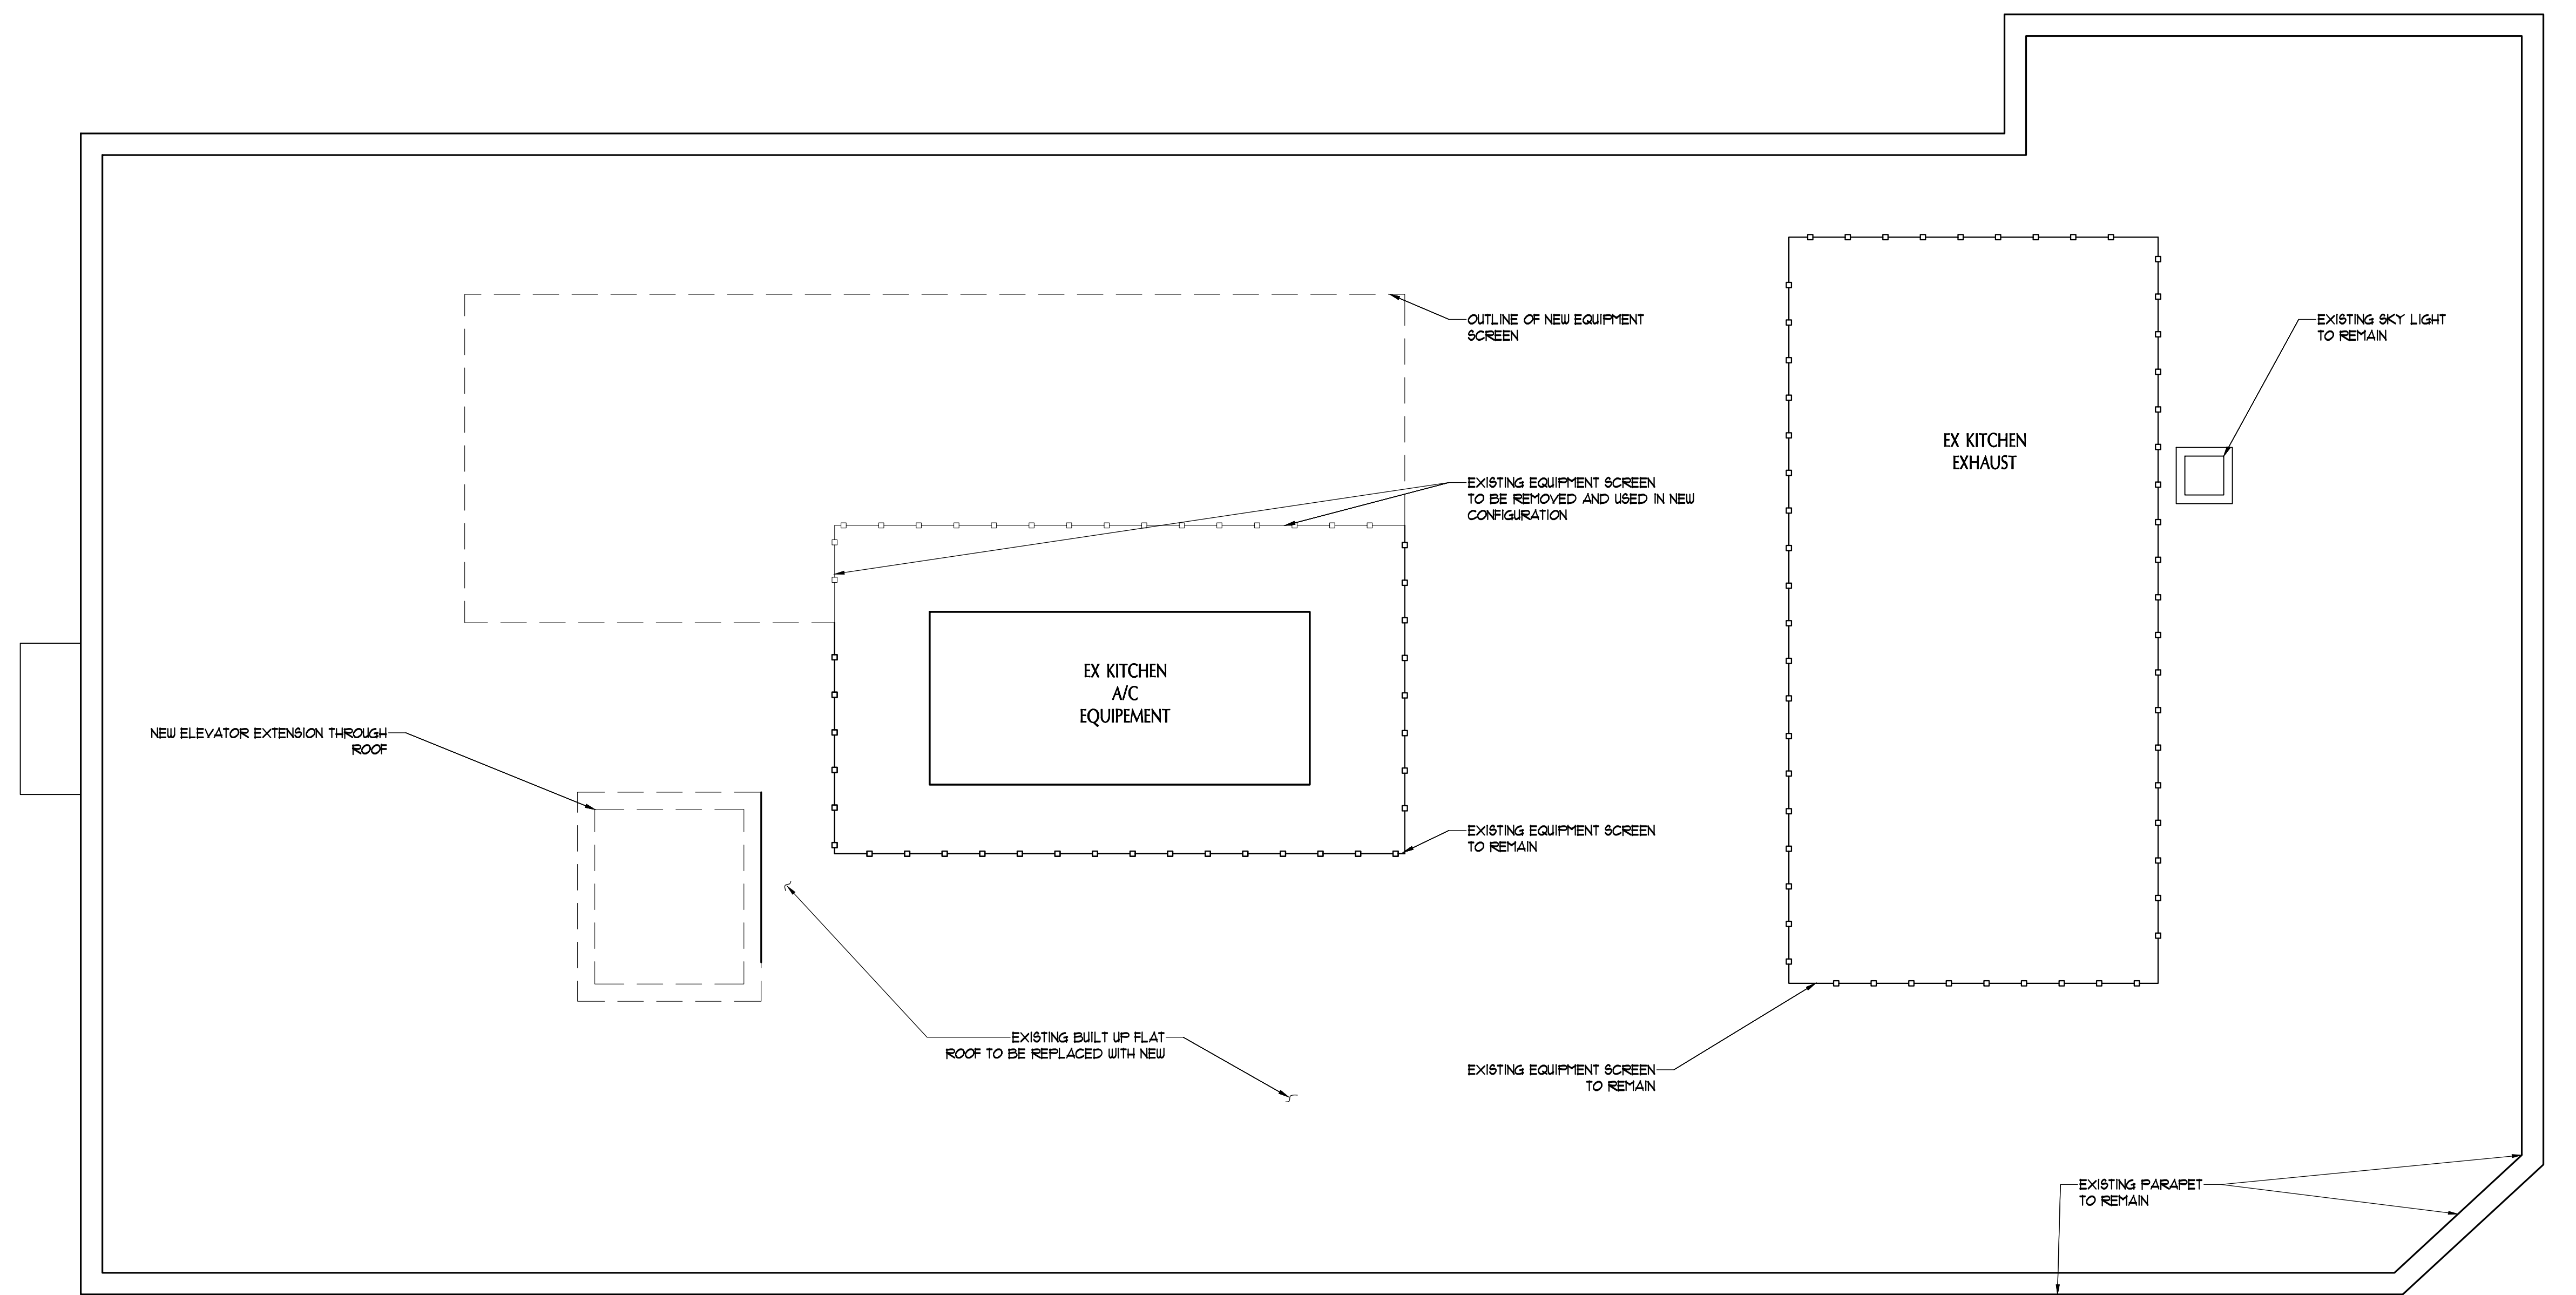 OUTLINE OF NEW EQUIPMENT
SCREEN
EXISTING SKY LIGHT
TO REMAIN
EX KITCHEN
EXHAUST
EXISTING EQUIPMENT SCREEN
TO BE REMOVED AND USED IN NEW
CONFIGURATION
EX KITCHEN
A/C
EQUIPEMENT
NEW ELEVATOR EXTENSION THROUGH
ROOF
EXISTING EQUIPMENT SCREEN
TO REMAIN
EXISTING BUILT UP FLAT
ROOF TO BE REPLACED WITH NEW
EXISTING EQUIPMENT SCREEN
TO REMAIN
EXISTING PARAPET
TO REMAIN